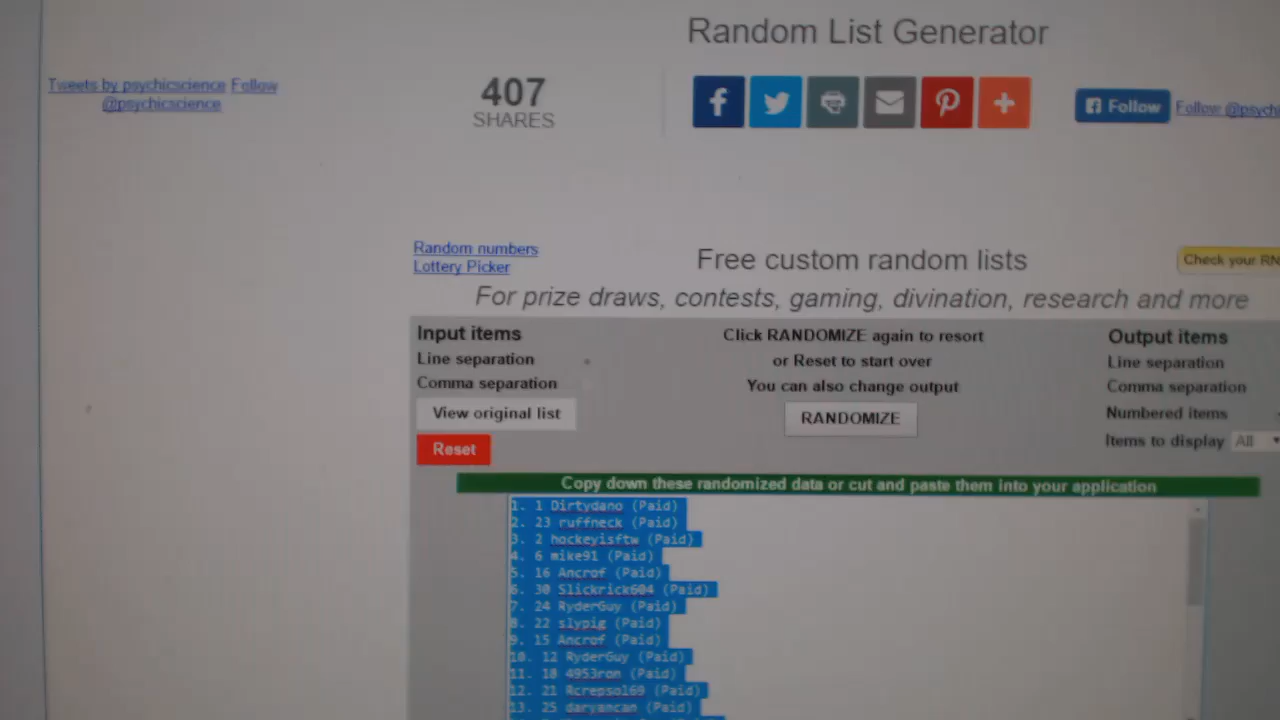 Random List Generator
Tweets by psychicscience Follow
@psychicscience
407
SHARES
Follow
Follow @psychi
Random numbers
Lottery Picker
Free custom random lists
Check your RN
For prize draws, contests, gaming, divination, research and more
Input items
Line separation
Comma separation
View original list
Reset
Click RANDOMIZE again to resort
or Reset to start over
You can also change output
RANDOMIZE
Output items
Line separation
Comma separation
Numbered items
Items to display All
Copy down these randomized data or cut and paste them into your application
1. 1 Dirtydano (Paid)
2. 23 ruffneck (Paid)
3. 2 hockeyisftw (Paid)
4. 6 mike91 (Paid)
5. 16 Ancrof (Paid)
6. 30 Slickrick604 (Paid)
7. 24 RyderGuy (Paid)
8. 22 slypig (Paid)
9. 15 Ancrof (Paid)
10. 12 RyderGuy (Paid)
11. 18 4953ron (Paid)
12. 21 Rcrepsol69 (Paid)
13. 25 daryancan (Paid)